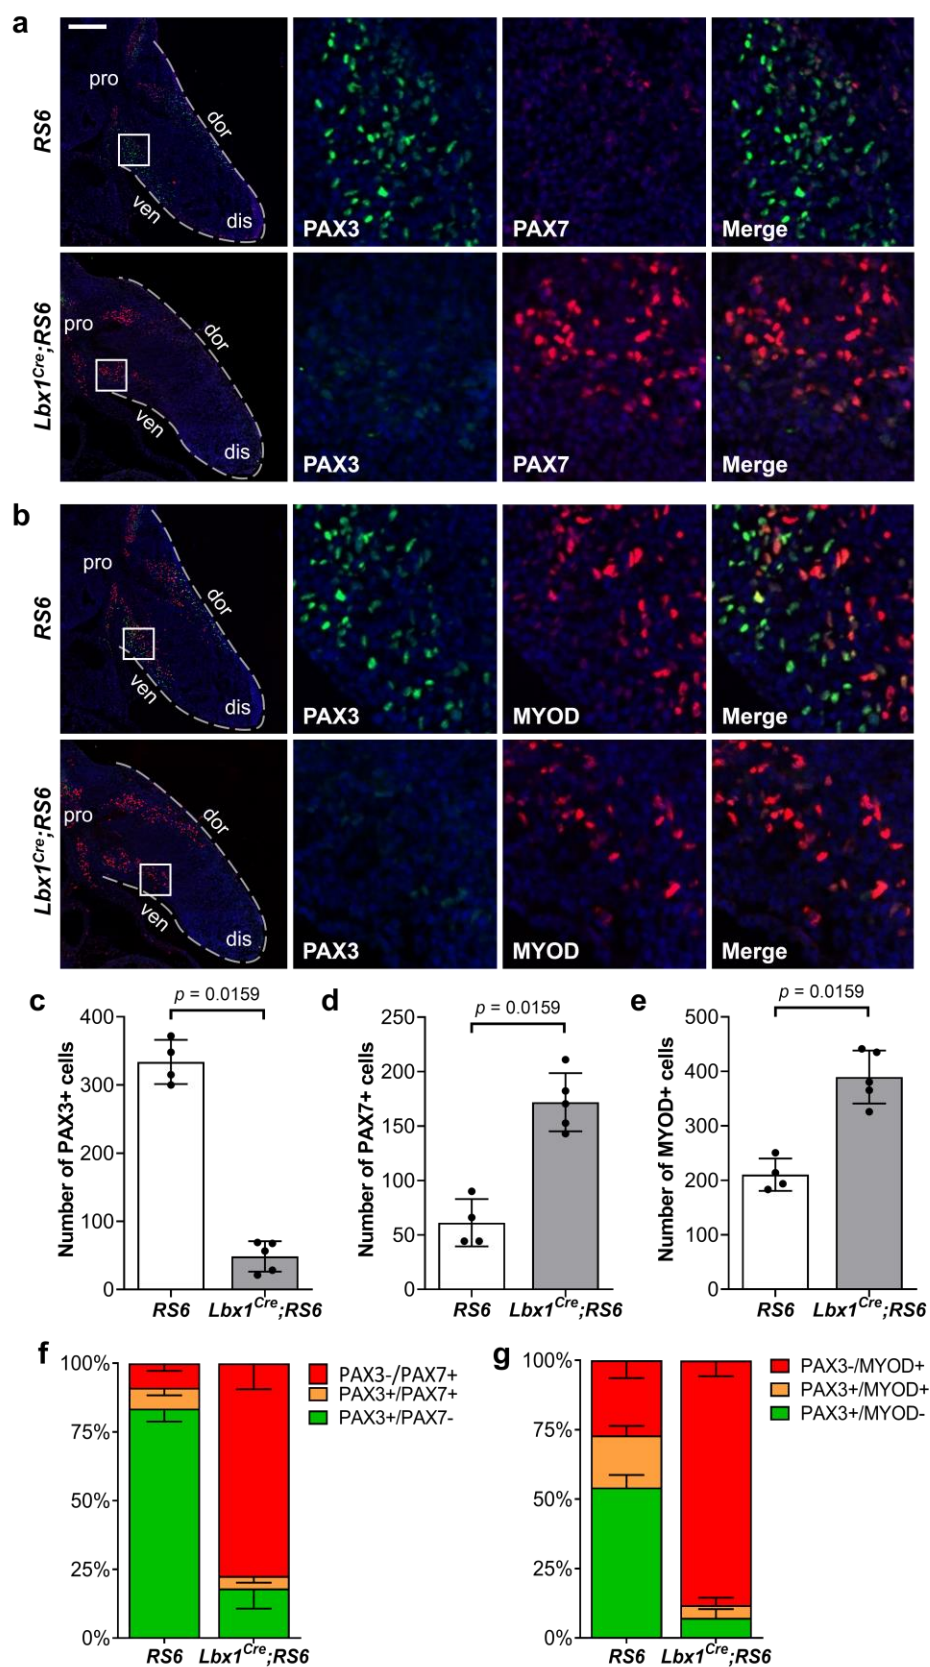 a
RS6
pro
dor
ven
dis
PAX3
PAX7
Merge
Lbx1Cre;RS6
pro
dor
ven
dis
PAX3
PAX7
Merge
b
RS6
pro
dor
ven
dis
PAX3
MYOD
Merge
Lbx1Cre;RS6
pro
dor
ven
dis
PAX3
MYOD
Merge
c
p = 0.0159
Number of PAX3+ cells
400
300
200
100
0
RS6
Lbx1Cre;RS6
d
p = 0.0159
Number of PAX7+ cells
250
200
150
100
50
0
RS6
Lbx1Cre;RS6
e
p = 0.0159
Number of MYOD+ cells
500
400
300
200
100
0
RS6
Lbx1Cre;RS6
f
100%
75%
50%
25%
0%
RS6
Lbx1Cre;RS6
PAX3-/PAX7+
PAX3+/PAX7+
PAX3+/PAX7-
g
100%
75%
50%
25%
0%
RS6
Lbx1Cre;RS6
PAX3-/MYOD+
PAX3+/MYOD+
PAX3+/MYOD-